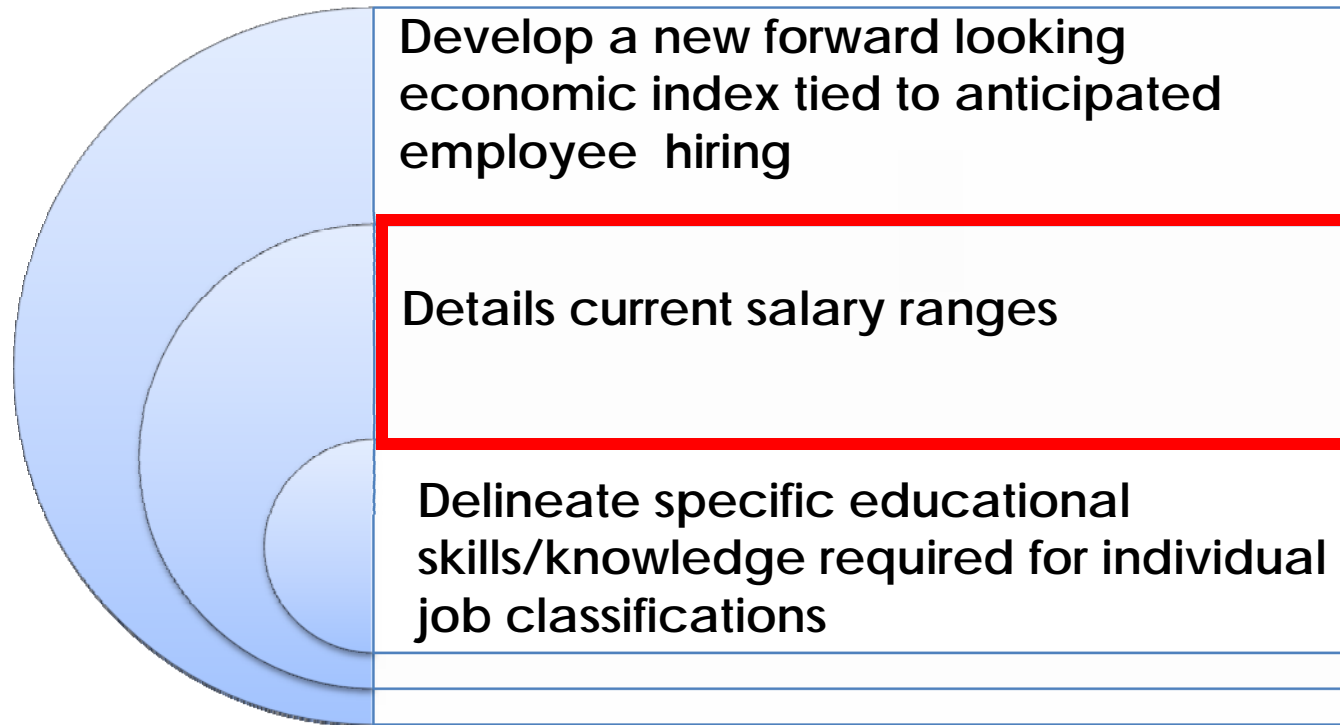 Develop a new forward looking
economic index tied to anticipated
employee  hiring
Details current salary ranges
Delineate specific educational
skills/knowledge required for individual
job classifications